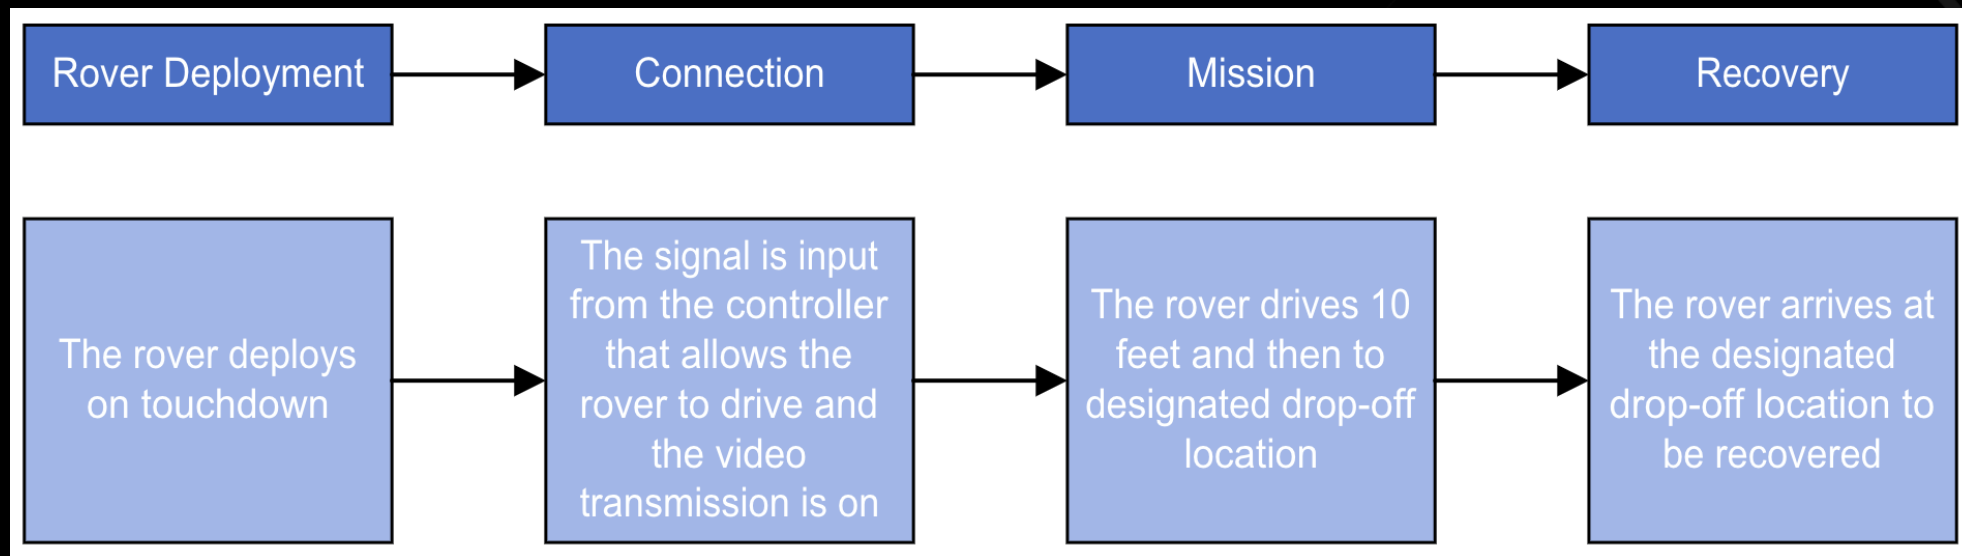 Rover Deployment
Connection
Mission
Recovery
The rover deploys
on touchdown
The signal is input
from the controller
that allows the
rover to drive and
the video
transmission is on
The rover drives 10
feet and then to
designated drop-off
location
The rover arrives at
the designated
drop-off location to
be recovered